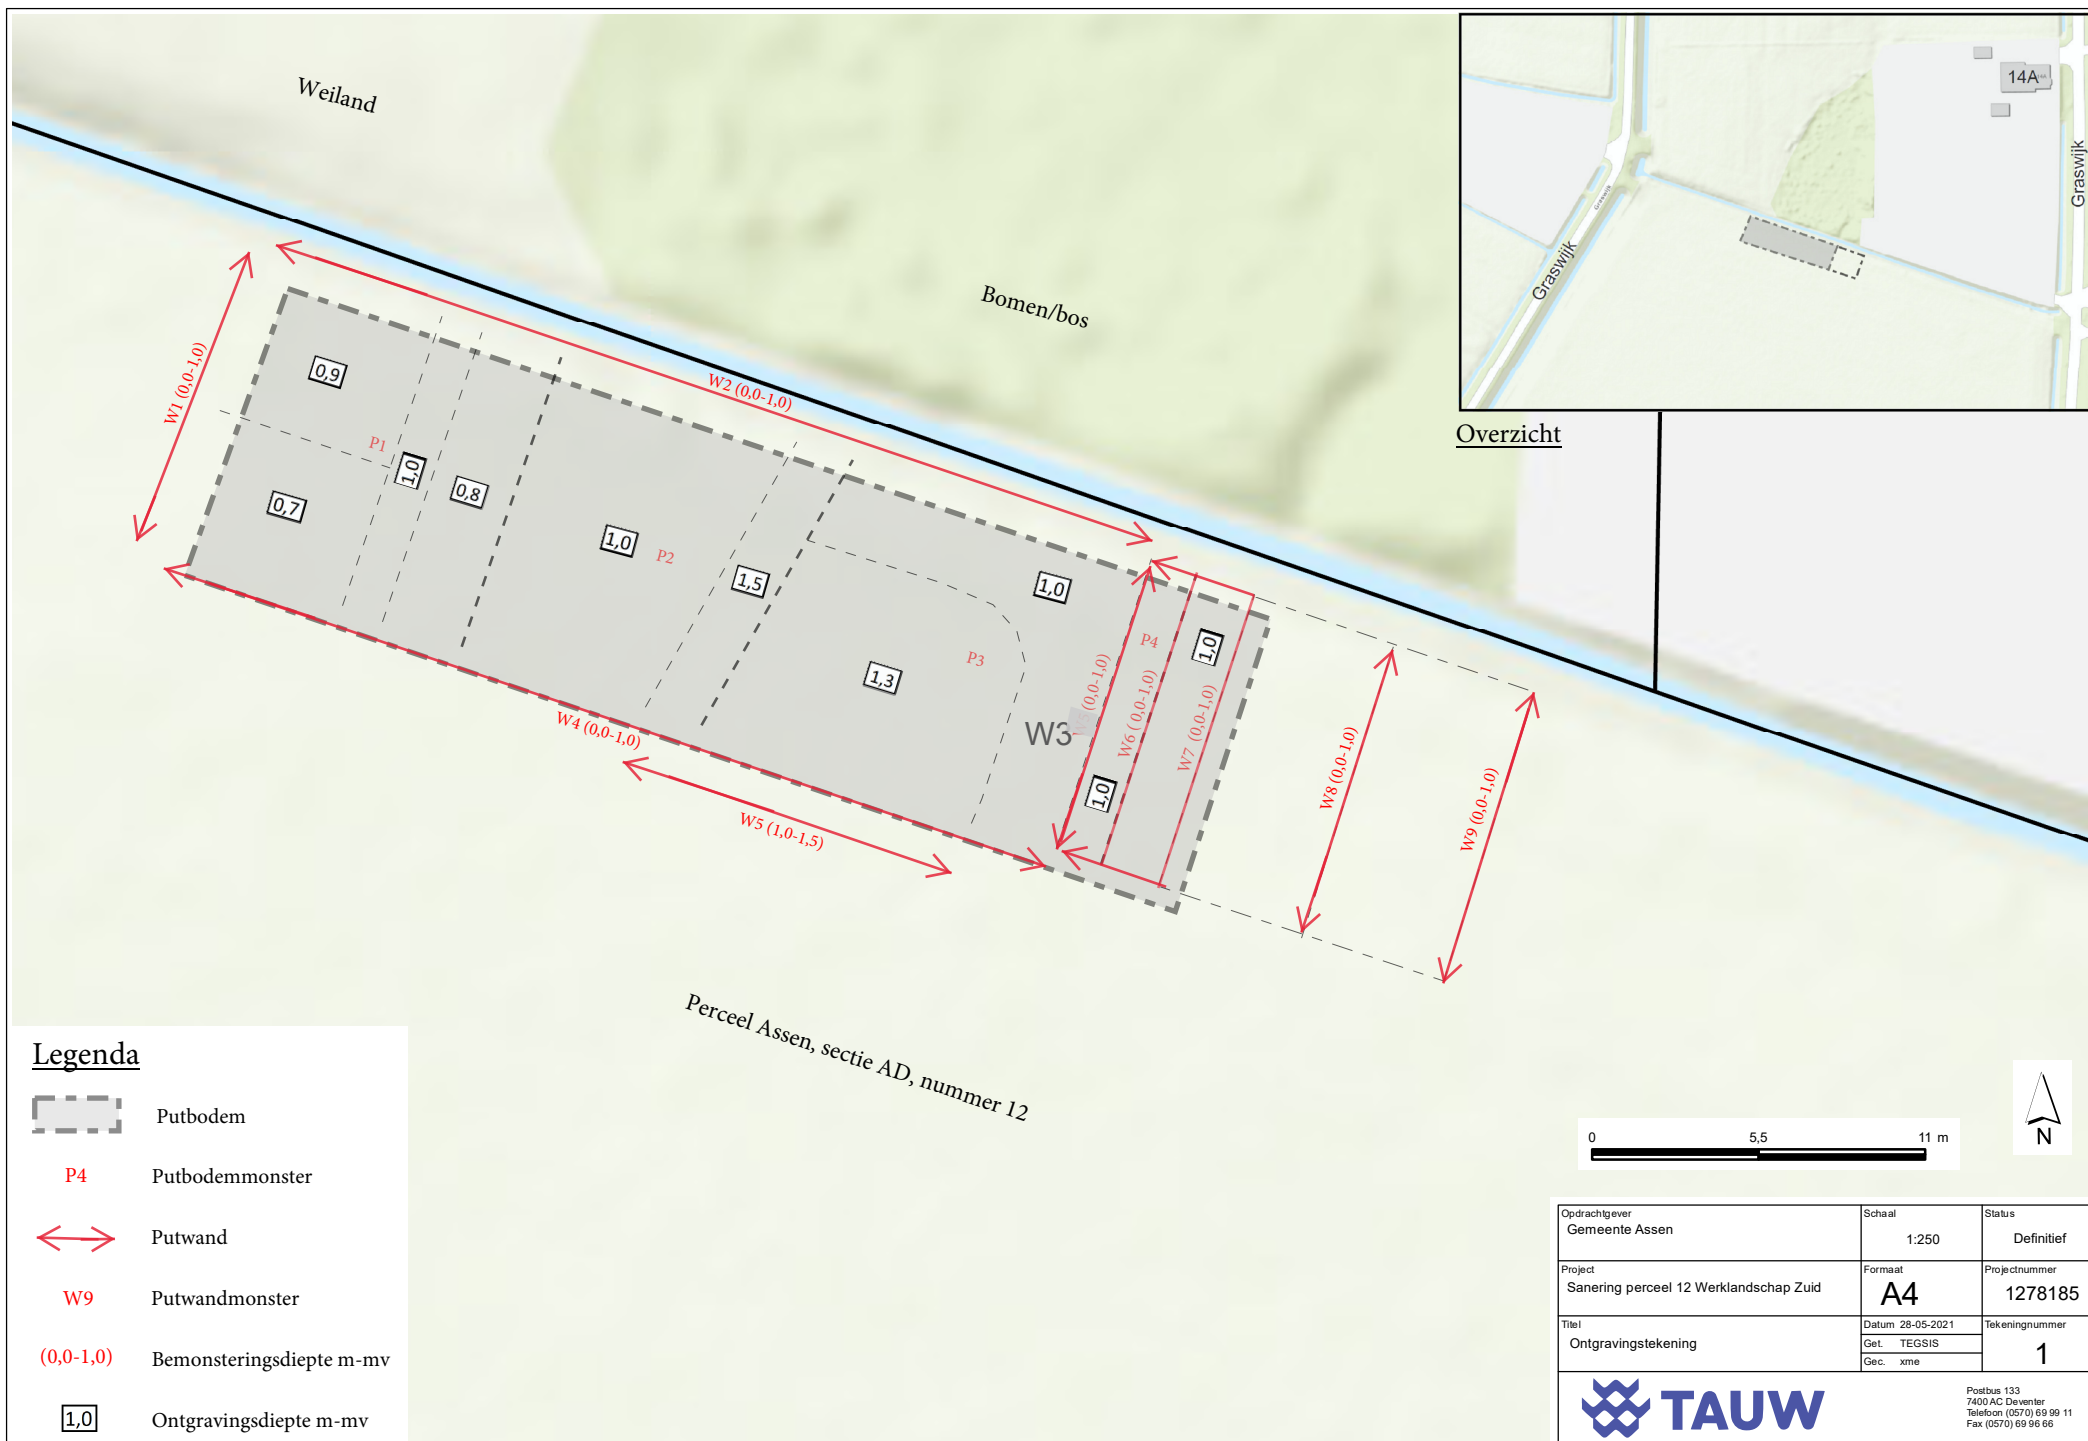 Weiland
Bomen/bos
14A
Graswijk
Graswijk
Graswijk
Overzicht
W1 (0,0-1,0)
W2 (0,0-1,0)
0,9
P1
1,0
0,8
0,7
1,0
P2
1,5
1,0
P3
1,3
P4
1,0
W3
(0,0-1,0)
W6 (0,0-1,0)
W7 (0,0-1,0)
1,0
W4 (0,0-1,0)
W5 (1,0-1,5)
W8 (0,0-1,0)
W9 (0,0-1,0)
Perceel Assen, sectie AD, nummer 12
Legenda
Putbodem
P4 Putbodemmonster
Putwand
W9 Putwandmonster
(0,0-1,0) Bemonsteringsdiepte m-mv
1,0 Ontgravingsdiepte m-mv
0 5,5 11 m
N
Opdrachtgever
Gemeente Assen
Schaal
1:250
Status
Definitief
Project
Sanering perceel 12 Werklandschap Zuid
Formaat
A4
Projectnummer
1278185
Titel
Ontgravingstekening
Datum 28-05-2021
Get. TEGSIS
Gec. xme
Tekeningnummer
1
TAUW
Postbus 133
7400 AC Deventer
Telefoon (0570) 69 99 11
Fax (0570) 69 96 66